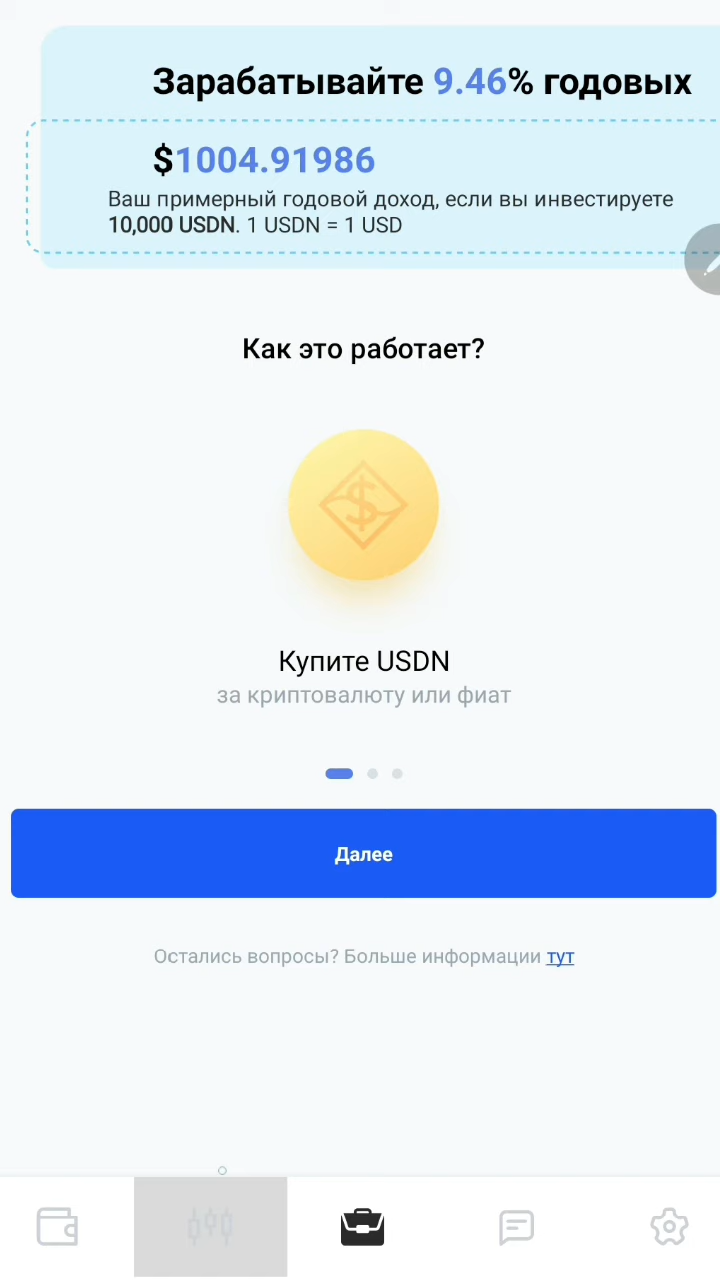 Зарабатывайте 9.46% годовых
$1004.91986
Ваш примерный годовой доход, если вы инвестируете
10,000 USDN. 1 USDN = 1 USD
Как это работает?
Купите USDN
за криптовалюту или фиат
Далее
Остались вопросы? Больше информации тут